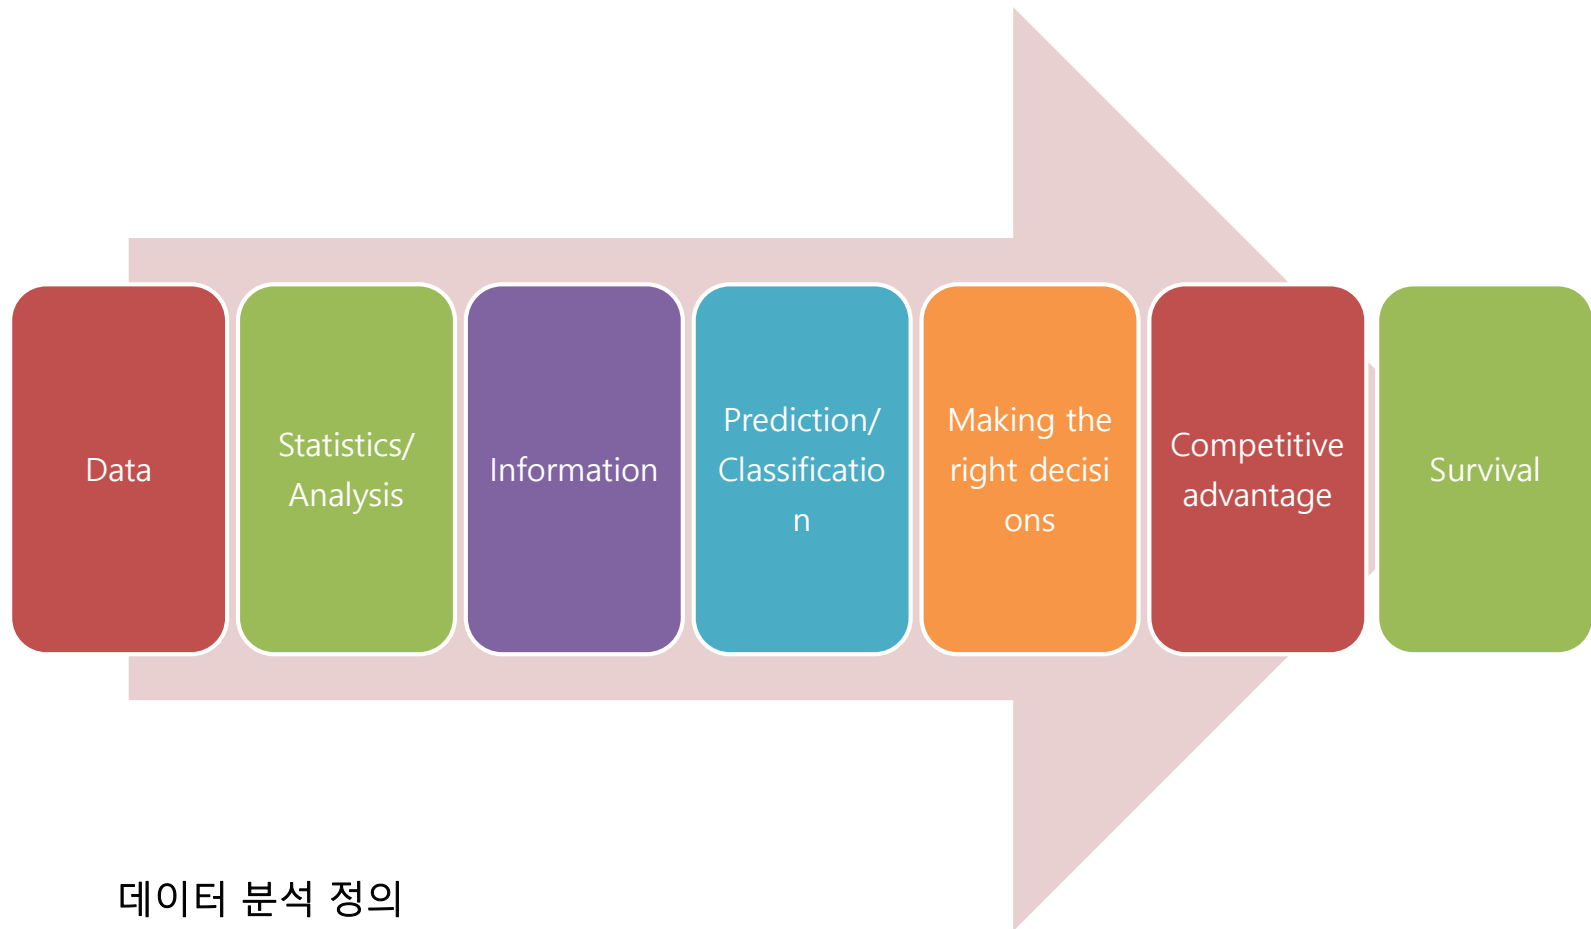 Data
Statistics/
Analysis
Information
Prediction/
Classificatio
n
Making the
right decisi
ons
Competitive
advantage
Survival
데이터 분석 정의